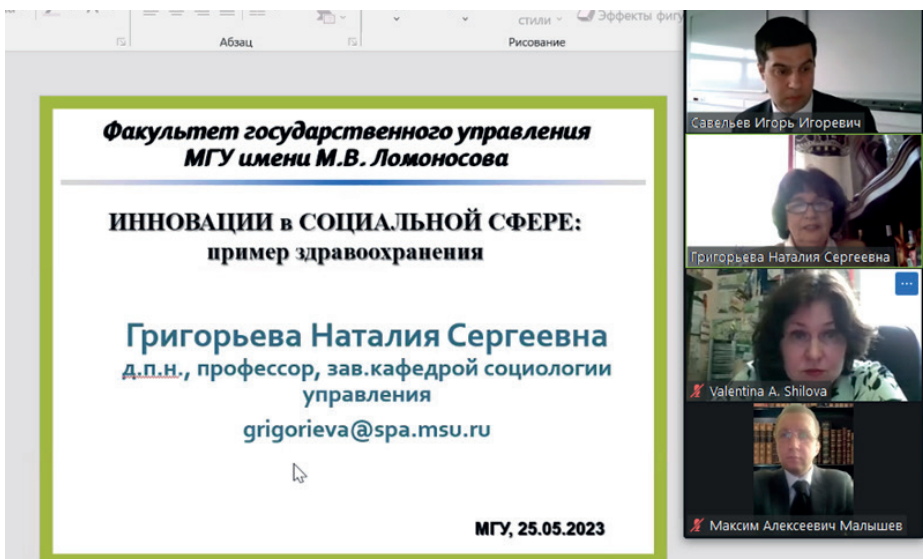 стили
Эффекты фигу
Абзац
Рисование
Факультет государственного управления
МГУ имени М.В. Ломоносова
ИННОВАЦИИ в СОЦИАЛЬНОЙ СФЕРЕ:
пример здравоохранения
Григорьева Наталия Сергеевна
д.п.н., профессор, зав.кафедрой социологии
управления
grigorieva@spa.msu.ru
МГУ, 25.05.2023
Савельев Игорь Игоревич
Григорьева Наталия Сергеевна
Valentina A. Shilova
Максим Алексеевич Малышев